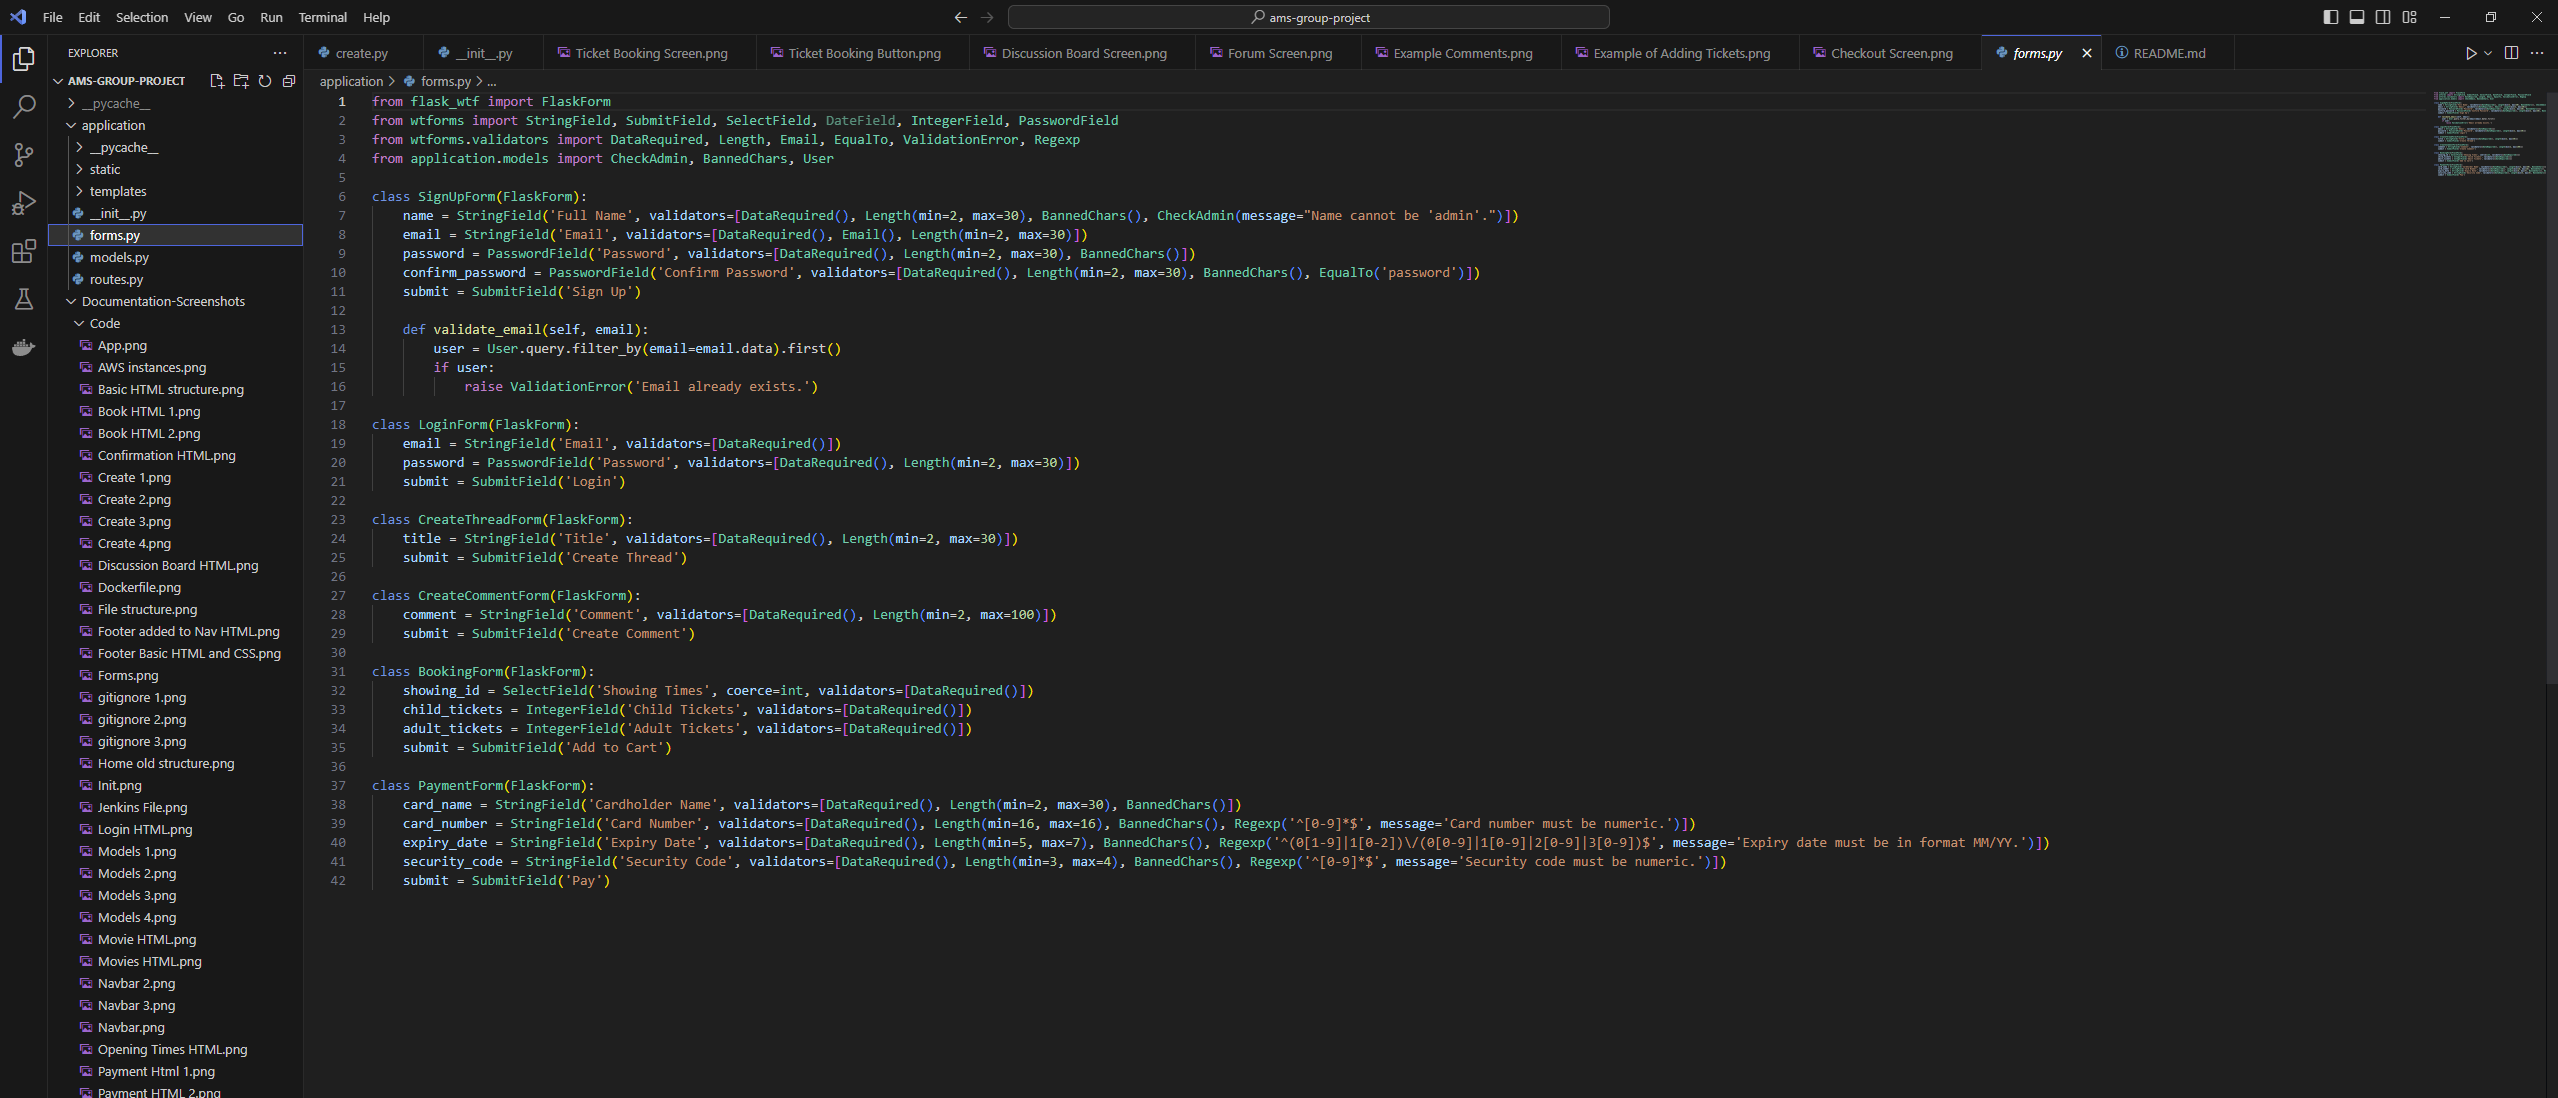 File Edit Selection View Go Run Terminal Help
ams-group-project
EXPLORER
AMS-GROUP-PROJECT
__pycache__
application
__pycache__
static
templates
__init__.py
forms.py
models.py
routes.py
Documentation-Screenshots
Code
App.png
AWS instances.png
Basic HTML structure.png
Book HTML 1.png
Book HTML 2.png
Confirmation HTML.png
Create 1.png
Create 2.png
Create 3.png
Create 4.png
Discussion Board HTML.png
Dockerfile.png
File structure.png
Footer added to Nav HTML.png
Footer Basic HTML and CSS.png
Forms.png
gitignore 1.png
gitignore 2.png
gitignore 3.png
Home old structure.png
Init.png
Jenkins File.png
Login HTML.png
Models 1.png
Models 2.png
Models 3.png
Models 4.png
Movie HTML.png
Movies HTML.png
Navbar 2.png
Navbar 3.png
Navbar.png
Opening Times HTML.png
Payment Html 1.png
Payment HTML 2.png
create.py __init__.py Ticket Booking Screen.png Ticket Booking Button.png Discussion Board Screen.png Forum Screen.png Example Comments.png Example of Adding Tickets.png Checkout Screen.png forms.py README.md
application > forms.py > ...
1 from flask_wtf import FlaskForm
2 from wtforms import StringField, SubmitField, SelectField, DateField, IntegerField, PasswordField
3 from wtforms.validators import DataRequired, Length, Email, EqualTo, ValidationError, Regexp
4 from application.models import CheckAdmin, BannedChars, User
5
6 class SignUpForm(FlaskForm):
7     name = StringField('Full Name', validators=[DataRequired(), Length(min=2, max=30), BannedChars(), CheckAdmin(message="Name cannot be 'admin'.")])
8     email = StringField('Email', validators=[DataRequired(), Email(), Length(min=2, max=30)])
9     password = PasswordField('Password', validators=[DataRequired(), Length(min=2, max=30), BannedChars()])
10     confirm_password = PasswordField('Confirm Password', validators=[DataRequired(), Length(min=2, max=30), BannedChars(), EqualTo('password')])
11     submit = SubmitField('Sign Up')
12
13     def validate_email(self, email):
14         user = User.query.filter_by(email=email.data).first()
15         if user:
16             raise ValidationError('Email already exists.')
17
18 class LoginForm(FlaskForm):
19     email = StringField('Email', validators=[DataRequired()])
20     password = PasswordField('Password', validators=[DataRequired(), Length(min=2, max=30)])
21     submit = SubmitField('Login')
22
23 class CreateThreadForm(FlaskForm):
24     title = StringField('Title', validators=[DataRequired(), Length(min=2, max=30)])
25     submit = SubmitField('Create Thread')
26
27 class CreateCommentForm(FlaskForm):
28     comment = StringField('Comment', validators=[DataRequired(), Length(min=2, max=100)])
29     submit = SubmitField('Create Comment')
30
31 class BookingForm(FlaskForm):
32     showing_id = SelectField('Showing Times', coerce=int, validators=[DataRequired()])
33     child_tickets = IntegerField('Child Tickets', validators=[DataRequired()])
34     adult_tickets = IntegerField('Adult Tickets', validators=[DataRequired()])
35     submit = SubmitField('Add to Cart')
36
37 class PaymentForm(FlaskForm):
38     card_name = StringField('Cardholder Name', validators=[DataRequired(), Length(min=2, max=30), BannedChars()])
39     card_number = StringField('Card Number', validators=[DataRequired(), Length(min=16, max=16), BannedChars(), Regexp('^[0-9]*$', message='Card number must be numeric.')])
40     expiry_date = StringField('Expiry Date', validators=[DataRequired(), Length(min=5, max=7), BannedChars(), Regexp('^(0[1-9]|1[0-2])\/(0[0-9]|1[0-9]|2[0-9]|3[0-9])$', message='Expiry date must be in format MM/YY.')])
41     security_code = StringField('Security Code', validators=[DataRequired(), Length(min=3, max=4), BannedChars(), Regexp('^[0-9]*$', message='Security code must be numeric.')])
42     submit = SubmitField('Pay')